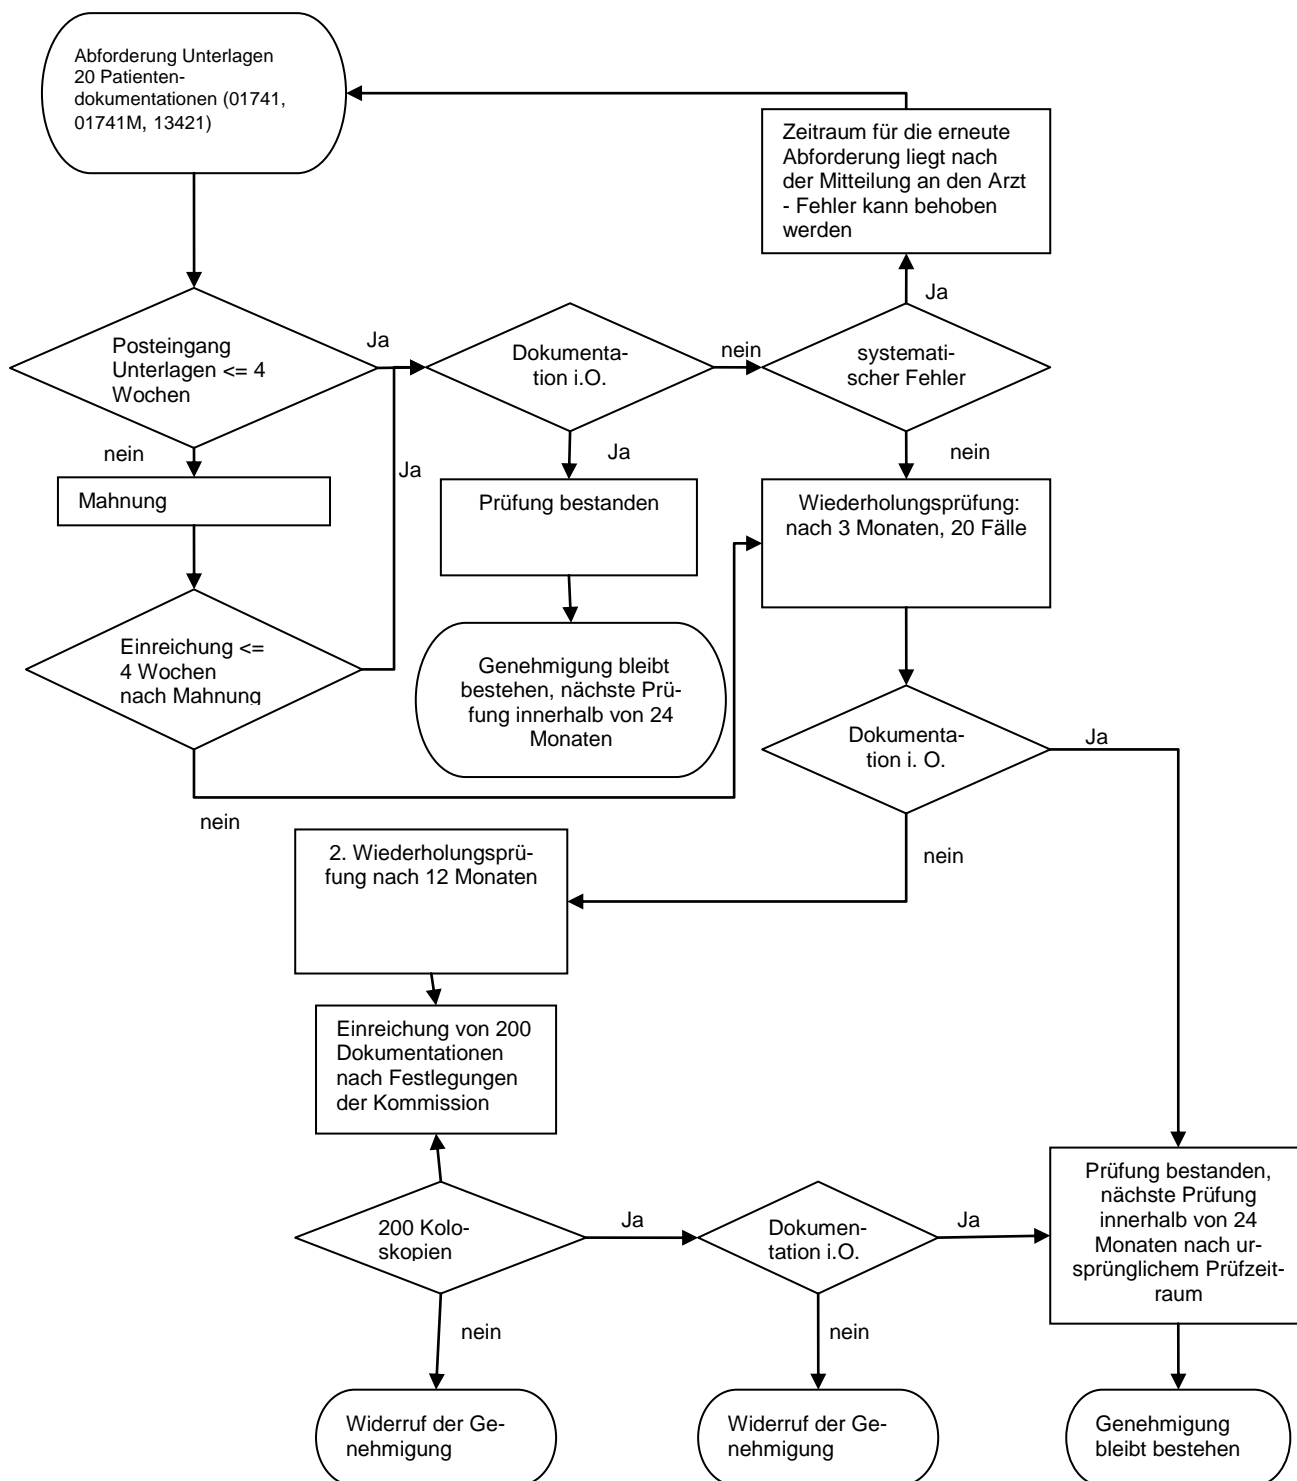 Abforderung Unterlagen
20 Patienten-
dokumentationen (01741,
01741M, 13421)
Zeitraum für die erneute
Abforderung liegt nach
der Mitteilung an den Arzt
- Fehler kann behoben
werden
Ja
Posteingang
Unterlagen <= 4
Wochen
Ja
Dokumenta-
tion i.O.
nein
systemati-
scher Fehler
nein
Ja
Ja
nein
Mahnung
Prüfung bestanden
Wiederholungsprüfung:
nach 3 Monaten, 20 Fälle
Einreichung <=
4 Wochen
nach Mahnung
Genehmigung bleibt
bestehen, nächste Prü-
fung innerhalb von 24
Monaten
Dokumenta-
tion i. O.
Ja
nein
nein
2. Wiederholungsprü-
fung nach 12 Monaten
Einreichung von 200
Dokumentationen
nach Festlegungen
der Kommission
200 Kolo-
skopien
Ja
Dokumen-
tation i.O.
Ja
Prüfung bestanden,
nächste Prüfung
innerhalb von 24
Monaten nach ur-
sprünglichem Prüfzeit-
raum
nein
nein
Widerruf der Ge-
nehmigung
Widerruf der Ge-
nehmigung
Genehmigung
bleibt bestehen